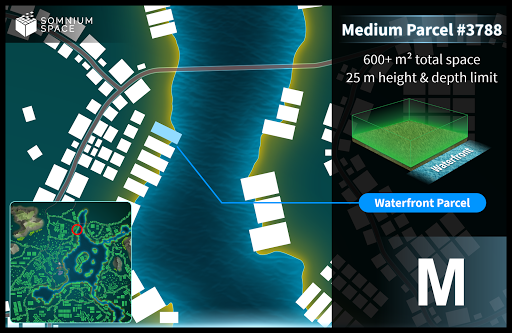 SOMNIUM
SPACE
Medium Parcel #3788
600+ m² total space
25 m height & depth limit
Waterfront
Waterfront Parcel
M